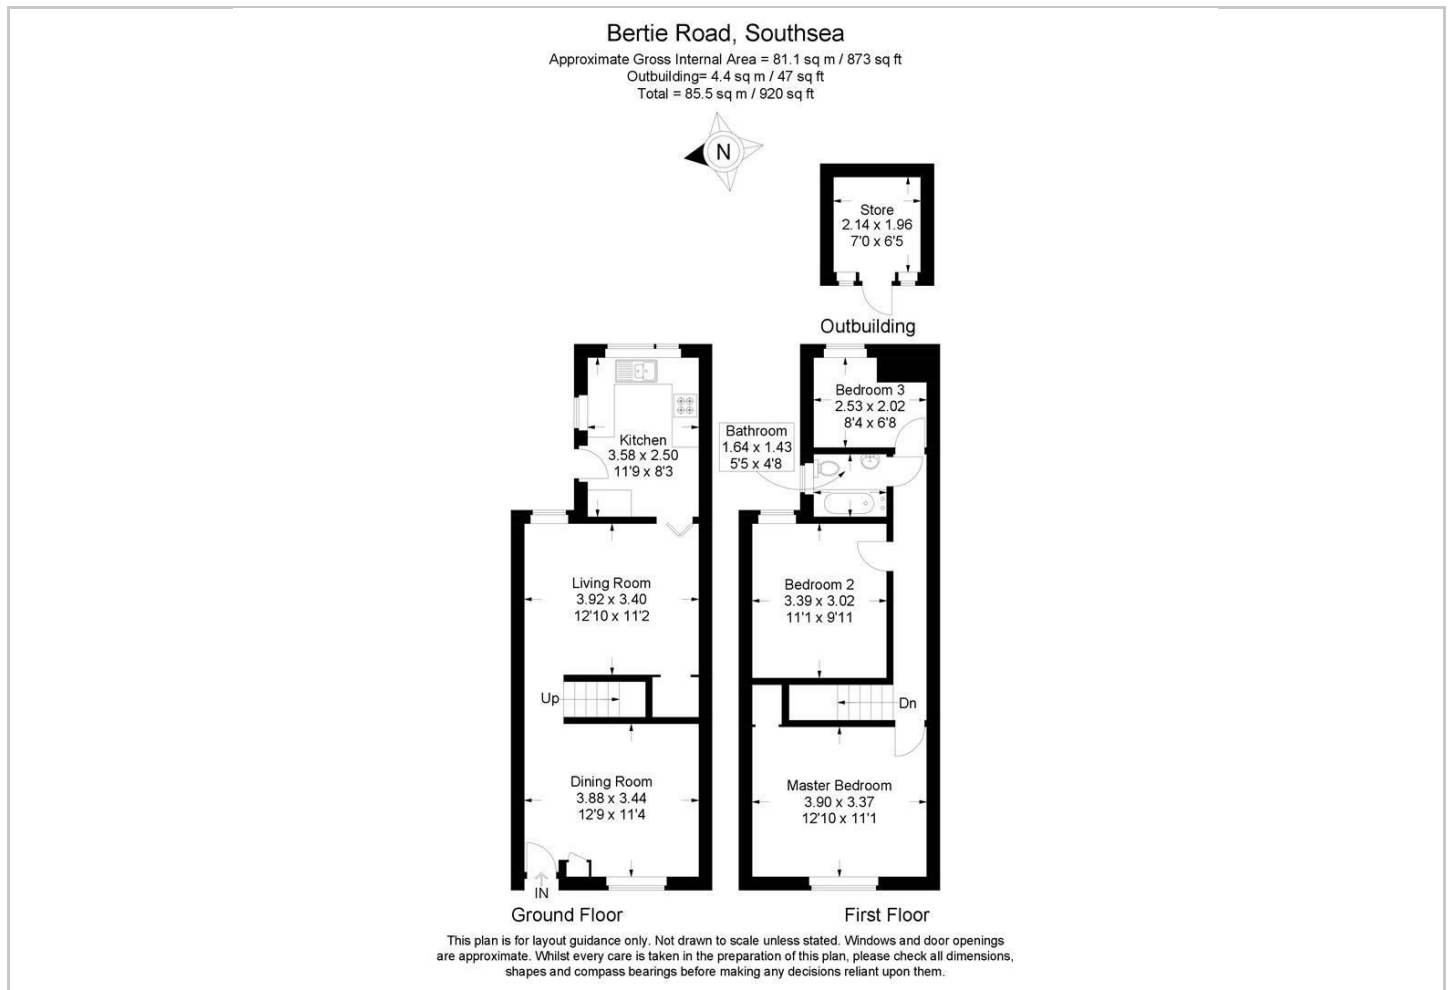 Bertie Road, Southsea
Approximate Gross Internal Area = 81.1 sq m / 873 sq ft
Outbuilding= 4.4 sq m / 47 sq ft
Total = 85.5 sq m / 920 sq ft
N
Store
2.14 x 1.96
7'0 x 6'5
Outbuilding
Kitchen
3.58 x 2.50
11'9 x 8'3
Living Room
3.92 x 3.40
12'10 x 11'2
Up
Dining Room
3.88 x 3.44
12'9 x 11'4
IN
Ground Floor
Bedroom 3
2.53 x 2.02
8'4 x 6'8
Bathroom
1.64 x 1.43
5'5 x 4'8
Bedroom 2
3.39 x 3.02
11'1 x 9'11
Dn
Master Bedroom
3.90 x 3.37
12'10 x 11'1
First Floor
This plan is for layout guidance only. Not drawn to scale unless stated. Windows and door openings
are approximate. Whilst every care is taken in the preparation of this plan, please check all dimensions,
shapes and compass bearings before making any decisions reliant upon them.